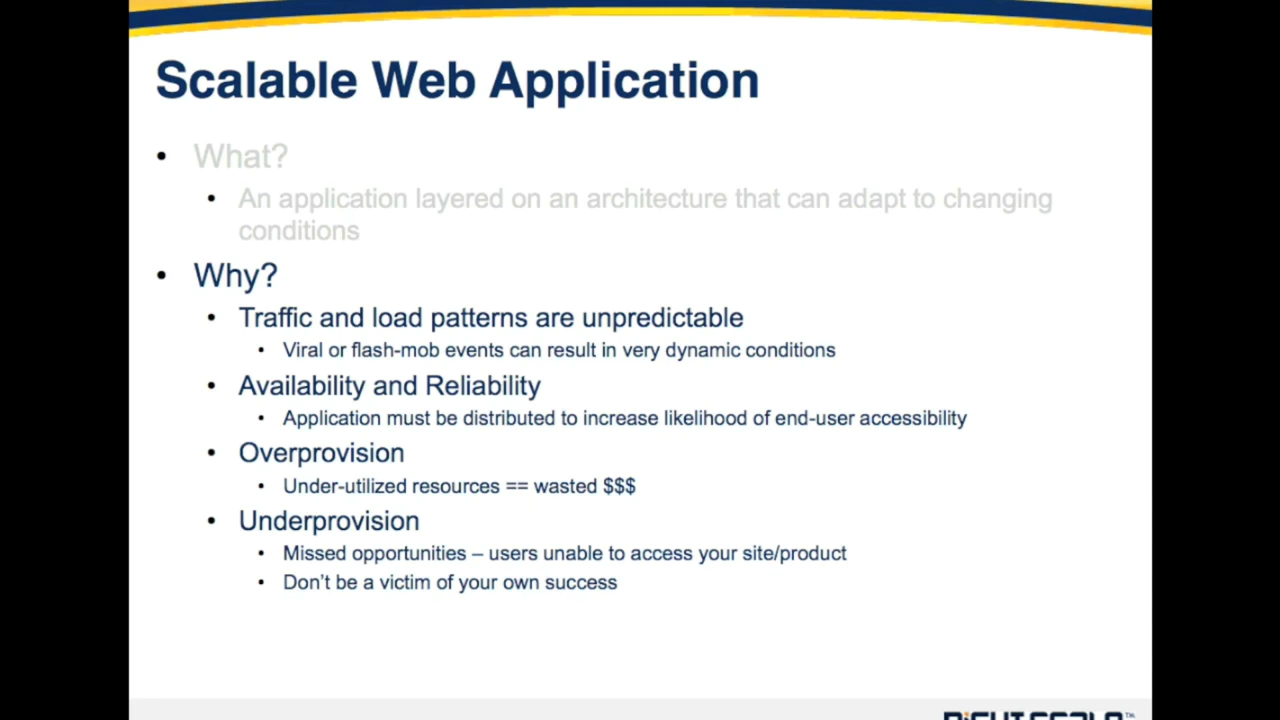 Scalable Web Application
• What?
• An application layered on an architecture that can adapt to changing
conditions
• Why?
• Traffic and load patterns are unpredictable
• Viral or flash-mob events can result in very dynamic conditions
• Availability and Reliability
• Application must be distributed to increase likelihood of end-user accessibility
• Overprovision
• Under-utilized resources == wasted $$$
• Underprovision
• Missed opportunities – users unable to access your site/product
• Don't be a victim of your own success
RIGHTSCALE™